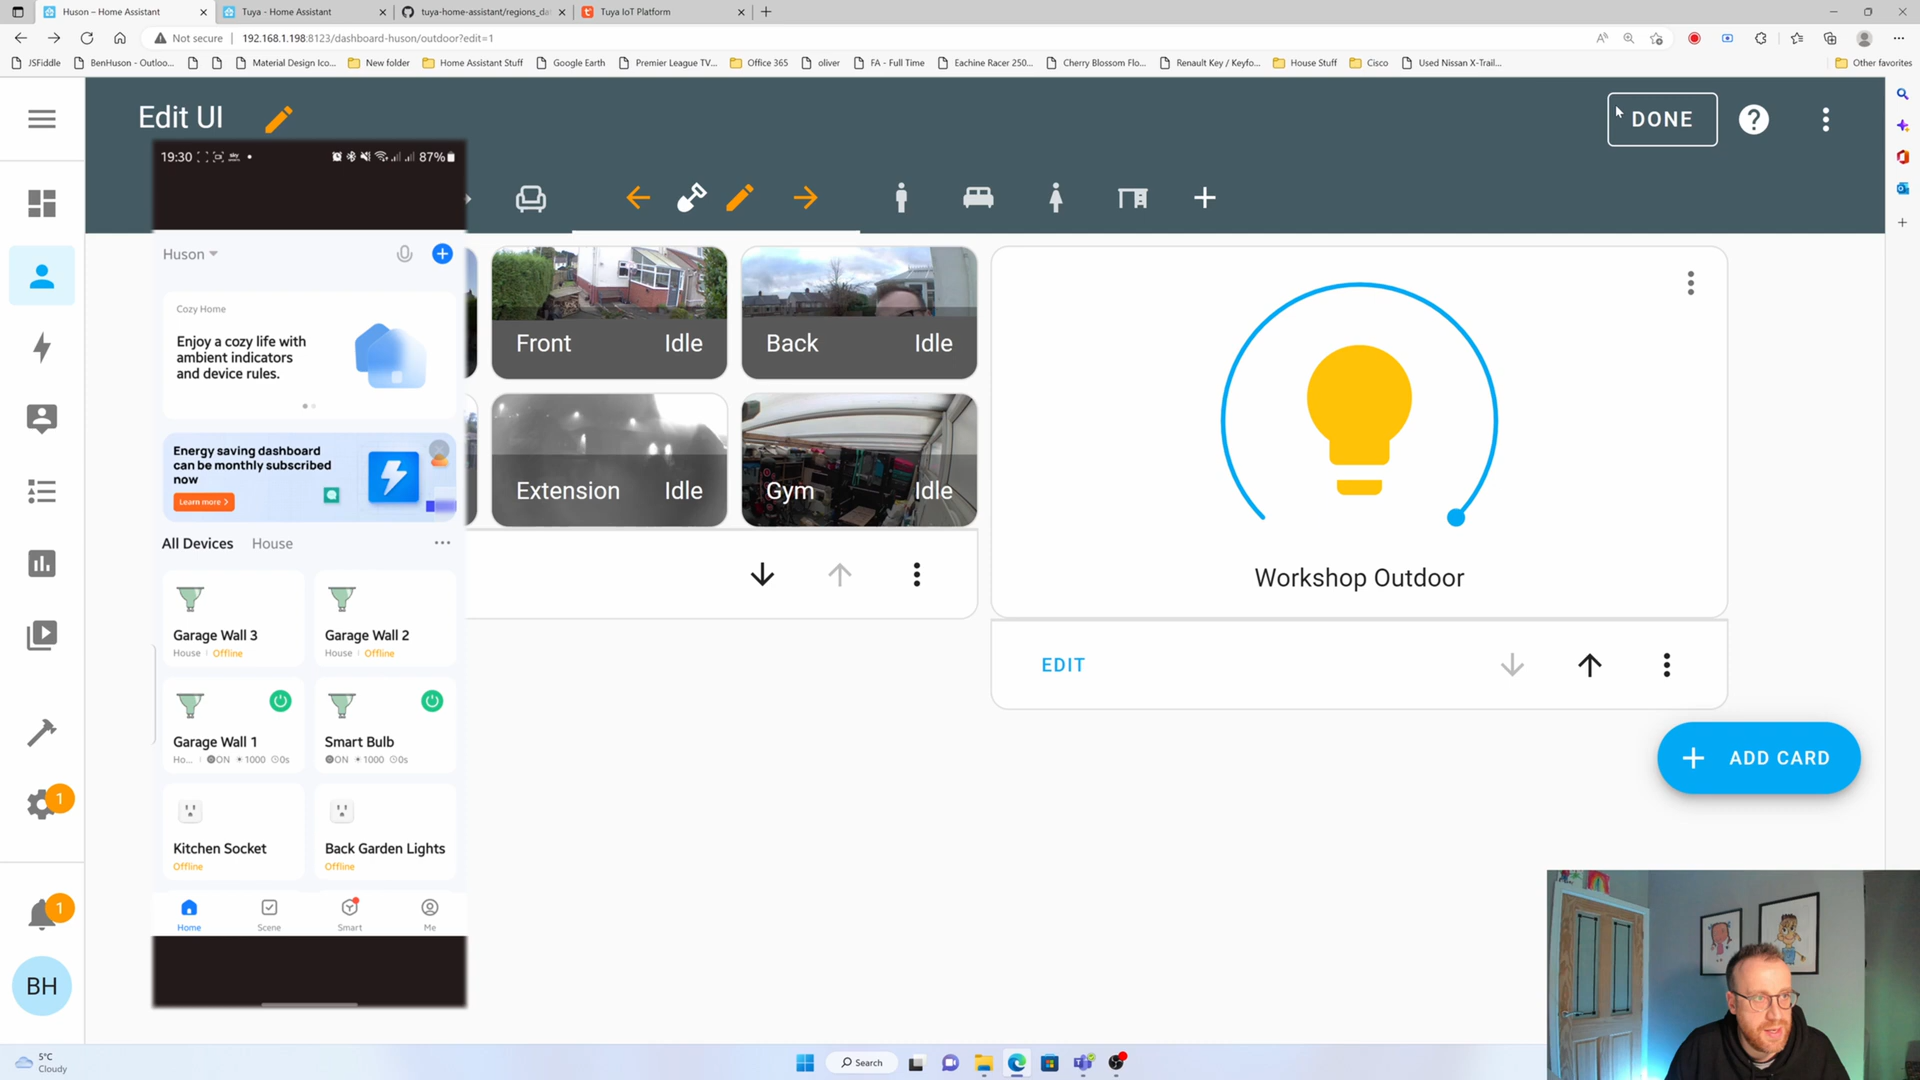 Huson – Home Assistant
Tuya - Home Assistant
tuya-home-assistant/regions_da
Tuya IoT Platform
Not secure
192.168.1.198:8123/dashboard-huson/outdoor?edit=1
JSFiddle
BenHuson - Outloo...
Material Design Ico...
New folder
Home Assistant Stuff
Google Earth
Premier League TV...
Office 365
oliver
FA - Full Time
Eachine Racer 250...
Cherry Blossom Flo...
Renault Key / Keyfo...
House Stuff
Cisco
Used Nissan X-Trail...
Other favorites
Edit UI
DONE
19:30
87%
Huson
Cozy Home
Enjoy a cozy life with
ambient indicators
and device rules.
Energy saving dashboard
can be monthly subscribed
now
Learn more >
All Devices
House
Garage Wall 3
House
Offline
Garage Wall 2
House
Offline
Garage Wall 1
Ho...
ON
1000
0s
Smart Bulb
ON
1000
0s
Kitchen Socket
Offline
Back Garden Lights
Offline
Home
Scene
Smart
Me
Front
Idle
Back
Idle
Extension
Idle
Gym
Idle
Workshop Outdoor
EDIT
+ ADD CARD
1
1
BH
5°C
Cloudy
Search